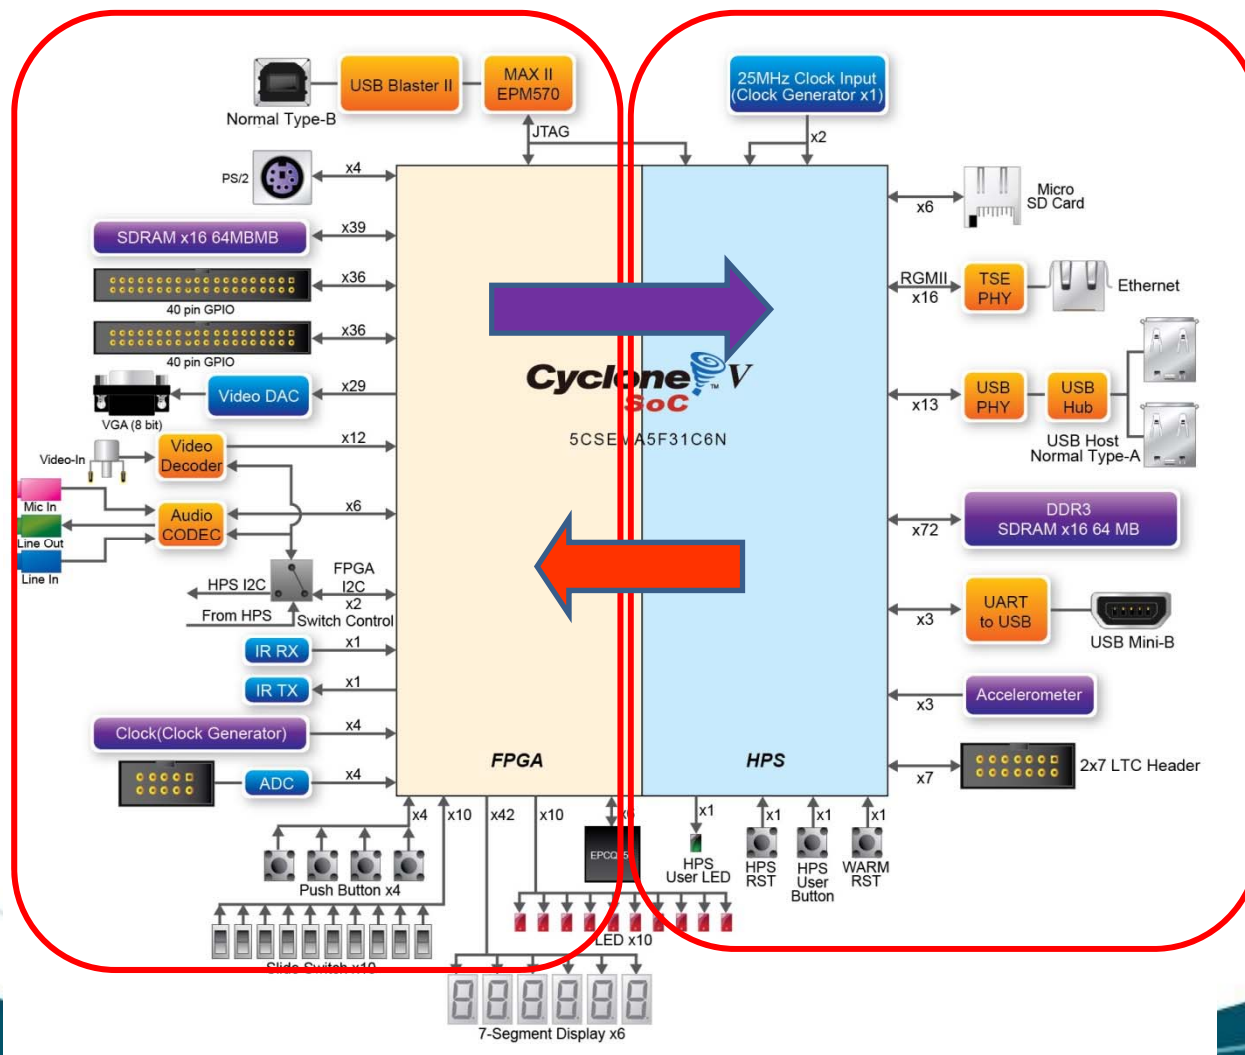 Normal Type-B
USB Blaster II
MAX II
EPM570
JTAG
25MHz Clock Input
(Clock Generator x1)
x2
PS/2
x4
SDRAM x16 64MBMB
x39
x36
40 pin GPIO
x36
40 pin GPIO
VGA (8 bit)
Video DAC
x29
Video-In
Video
Decoder
x12
Mic In
Line Out
Line In
Audio
CODEC
x6
HPS I2C
From HPS
FPGA
I2C
x2
Switch Control
IR RX
x1
IR TX
x1
Clock(Clock Generator)
x4
ADC
x4
Cyclone V
SoC
5CSEMA5F31C6N
FPGA
HPS
x6
Micro
SD Card
RGMII
x16
TSE
PHY
Ethernet
x13
USB
PHY
USB
Hub
USB Host
Normal Type-A
x72
DDR3
SDRAM x16 64 MB
x3
UART
to USB
USB Mini-B
x3
Accelerometer
x7
2x7 LTC Header
x4
x10
x42
x10
x6
x1
x1
x1
x1
Push Button x4
Slide Switch x10
LED x10
7-Segment Display x6
HPS
User LED
HPS
RST
HPS
User
Button
WARM
RST